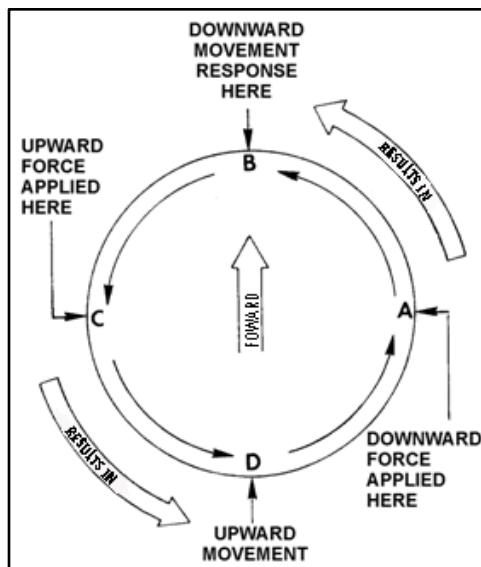 DOWNWARD
MOVEMENT
RESPONSE
HERE
UPWARD
FORCE
APPLIED
HERE
RESULTS IN
B
FOWARD
C
A
RESULTS IN
D
DOWNWARD
FORCE
APPLIED
HERE
UPWARD
MOVEMENT